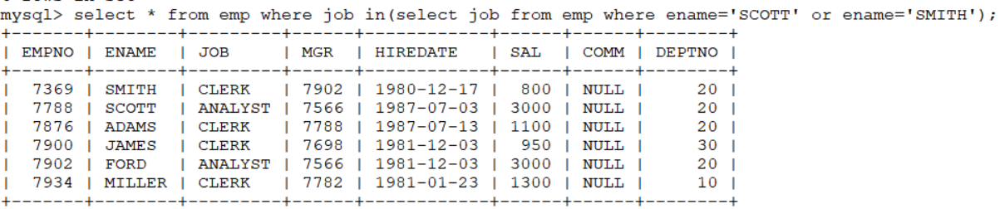 mysql> select * from emp where job in(select job from emp where ename='SCOTT' or ename='SMITH');
+-------+--------+---------+------+------------+------+------+--------+
| EMPNO | ENAME  | JOB     | MGR  | HIREDATE   | SAL  | COMM | DEPTNO |
+-------+--------+---------+------+------------+------+------+--------+
|  7369 | SMITH  | CLERK   | 7902 | 1980-12-17 |  800 | NULL |     20 |
|  7788 | SCOTT  | ANALYST | 7566 | 1987-07-03 | 3000 | NULL |     20 |
|  7876 | ADAMS  | CLERK   | 7788 | 1987-07-13 | 1100 | NULL |     20 |
|  7900 | JAMES  | CLERK   | 7698 | 1981-12-03 |  950 | NULL |     30 |
|  7902 | FORD   | ANALYST | 7566 | 1981-12-03 | 3000 | NULL |     20 |
|  7934 | MILLER | CLERK   | 7782 | 1981-01-23 | 1300 | NULL |     10 |
+-------+--------+---------+------+------------+------+------+--------+